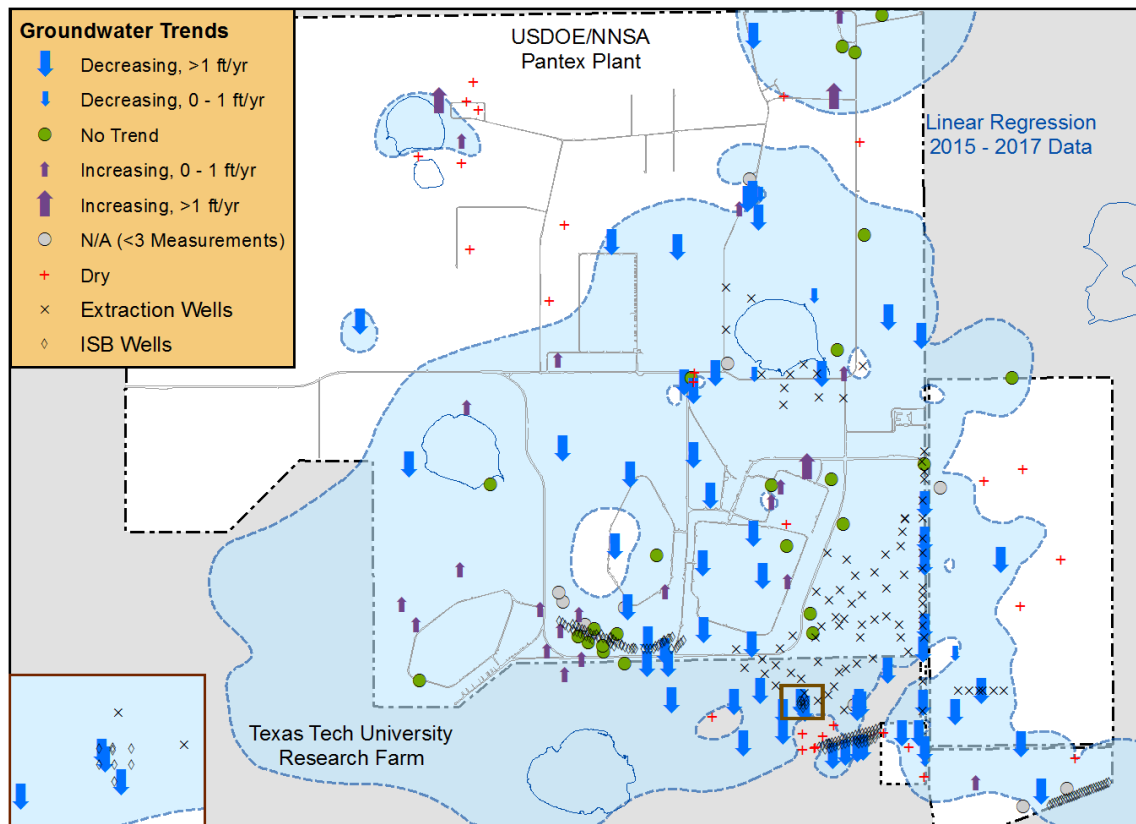 Groundwater Trends
Decreasing, >1 ft/yr
Decreasing, 0 - 1 ft/yr
No Trend
Increasing, 0 - 1 ft/yr
Increasing, >1 ft/yr
N/A (<3 Measurements)
Dry
Extraction Wells
ISB Wells
USDOE/NNSA
Pantex Plant
Linear Regression
2015 - 2017 Data
Texas Tech University
Research Farm